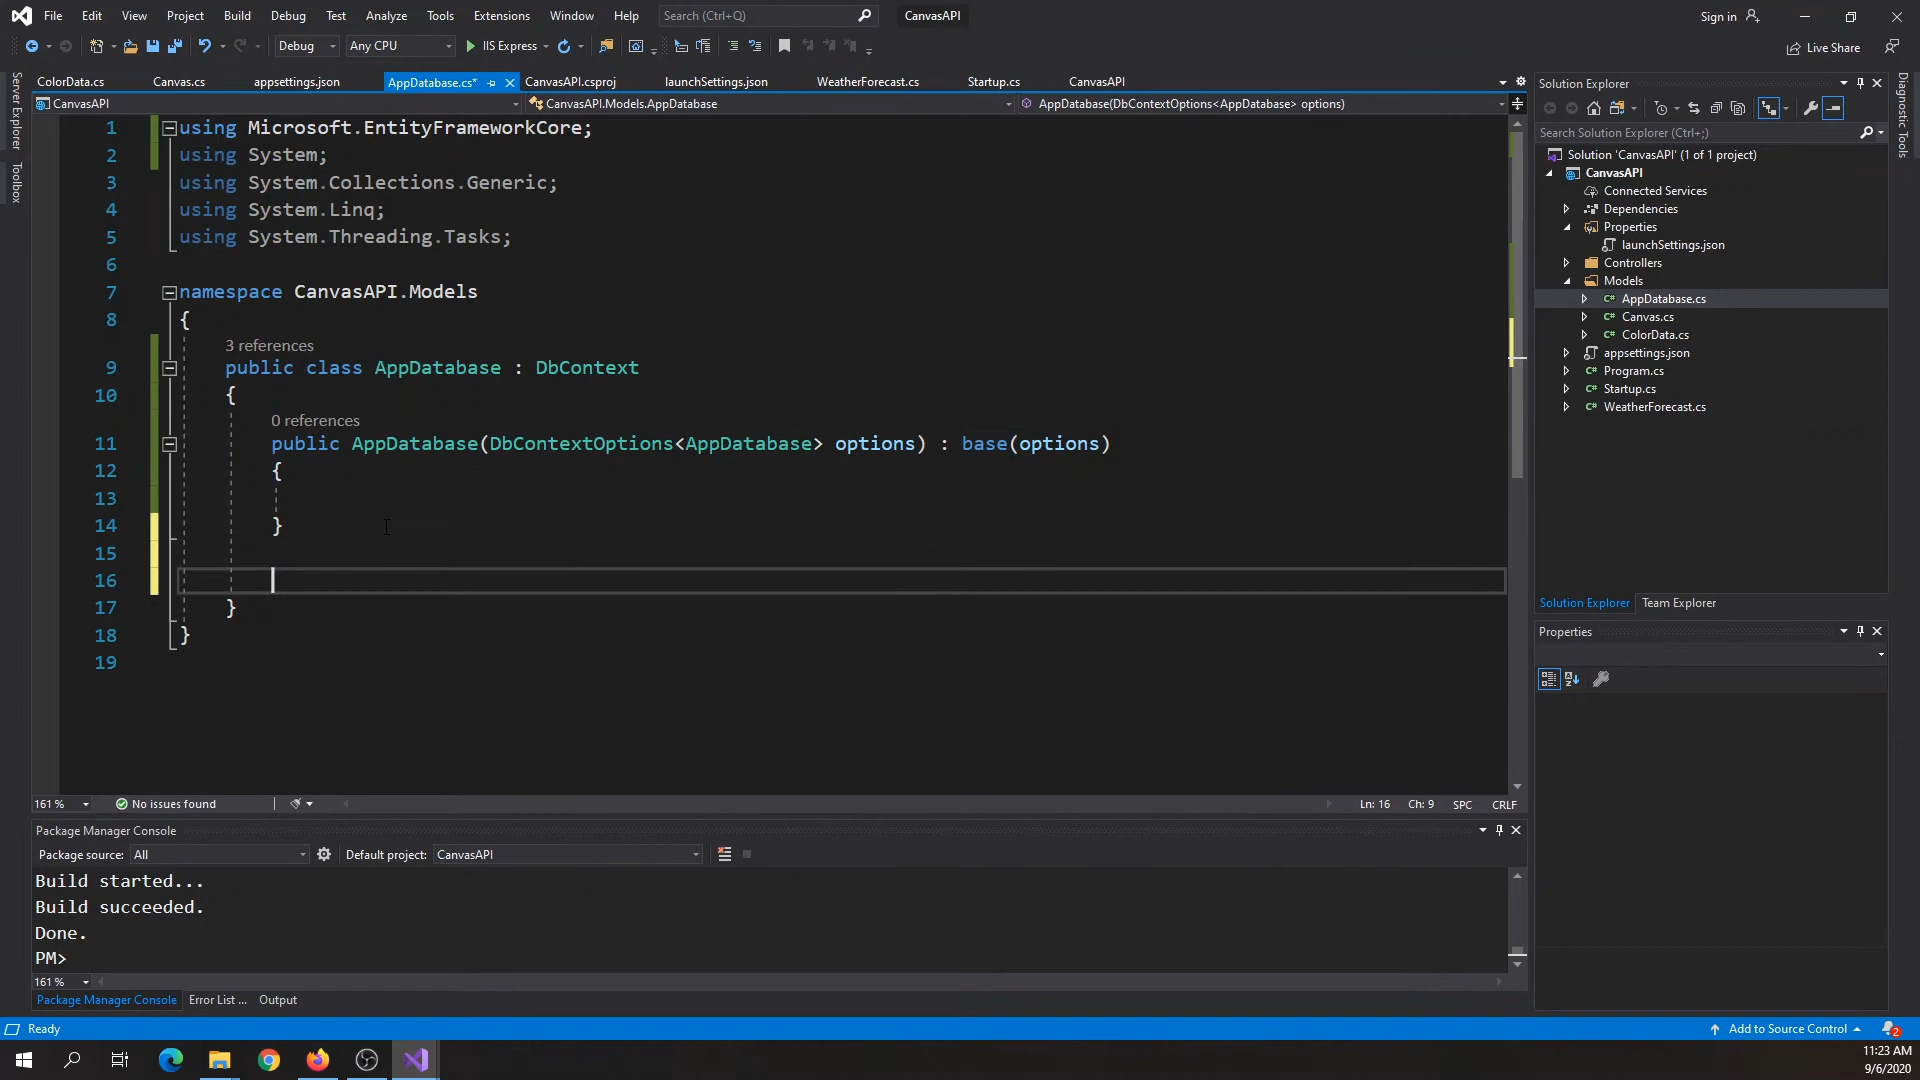 File Edit View Project Build Debug Test Analyze Tools Extensions Window Help Search (Ctrl+Q) CanvasAPI Sign in
Debug Any CPU IIS Express Live Share
ColorData.cs Canvas.cs appsettings.json AppDatabase.cs* CanvasAPI.csproj launchSettings.json WeatherForecast.cs Startup.cs CanvasAPI
CanvasAPI CanvasAPI.Models.AppDatabase AppDatabase(DbContextOptions<AppDatabase> options)
Server Explorer
Toolbox
1 using Microsoft.EntityFrameworkCore;
2 using System;
3 using System.Collections.Generic;
4 using System.Linq;
5 using System.Threading.Tasks;
6
7 namespace CanvasAPI.Models
8 {
3 references
9 public class AppDatabase : DbContext
10 {
0 references
11 public AppDatabase(DbContextOptions<AppDatabase> options) : base(options)
12 {
13
14 }
15
16
17 }
18 }
19
161 % No issues found Ln: 16 Ch: 9 SPC CRLF
Package Manager Console
Package source: All Default project: CanvasAPI
Build started...
Build succeeded.
Done.
PM>
161 %
Package Manager Console Error List ... Output
Solution Explorer
Search Solution Explorer (Ctrl+;)
Solution 'CanvasAPI' (1 of 1 project)
CanvasAPI
Connected Services
Dependencies
Properties
launchSettings.json
Controllers
Models
C# AppDatabase.cs
C# Canvas.cs
C# ColorData.cs
appsettings.json
C# Program.cs
C# Startup.cs
C# WeatherForecast.cs
Solution Explorer Team Explorer
Properties
Diagnostic Tools
Ready Add to Source Control 2
11:23 AM
9/6/2020